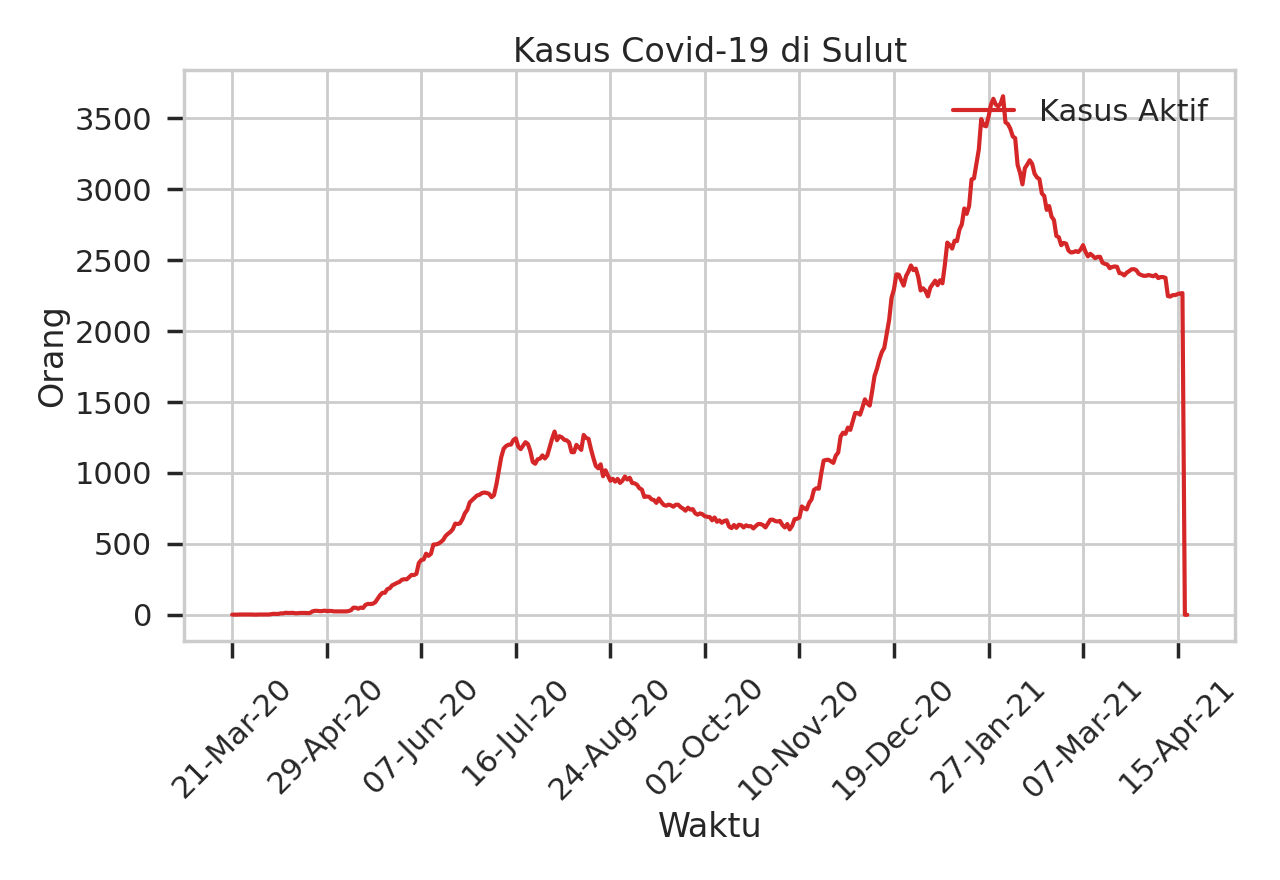 Kasus Covid-19 di Sulut
Kasus Aktif
3500
3000
2500
2000
1500
1000
500
0
Orang
21-Mar-20
29-Apr-20
07-Jun-20
16-Jul-20
24-Aug-20
02-Oct-20
10-Nov-20
19-Dec-20
27-Jan-21
07-Mar-21
15-Apr-21
Waktu